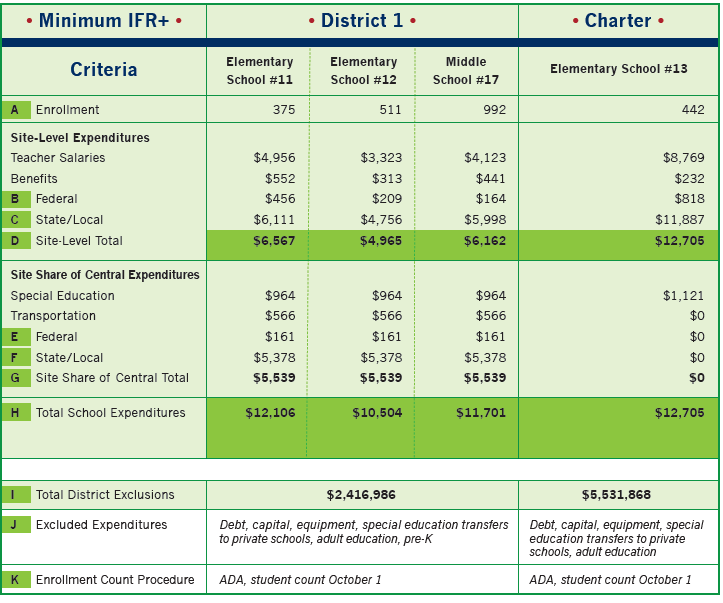 • Minimum IFR+ • • District 1 • • Charter •
Criteria Elementary School #11 Elementary School #12 Middle School #17 Elementary School #13
A Enrollment 375 511 992 442
Site-Level Expenditures
Teacher Salaries $4,956 $3,323 $4,123 $8,769
Benefits $552 $313 $441 $232
B Federal $456 $209 $164 $818
C State/Local $6,111 $4,756 $5,998 $11,887
D Site-Level Total $6,567 $4,965 $6,162 $12,705
Site Share of Central Expenditures
Special Education $964 $964 $964 $1,121
Transportation $566 $566 $566 $0
E Federal $161 $161 $161 $0
F State/Local $5,378 $5,378 $5,378 $0
G Site Share of Central Total $5,539 $5,539 $5,539 $0
H Total School Expenditures $12,106 $10,504 $11,701 $12,705
I Total District Exclusions $2,416,986 $5,531,868
J Excluded Expenditures Debt, capital, equipment, special education transfers
to private schools, adult education, pre-K
Debt, capital, equipment, special
education transfers to private
schools, adult education
K Enrollment Count Procedure ADA, student count October 1 ADA, student count October 1